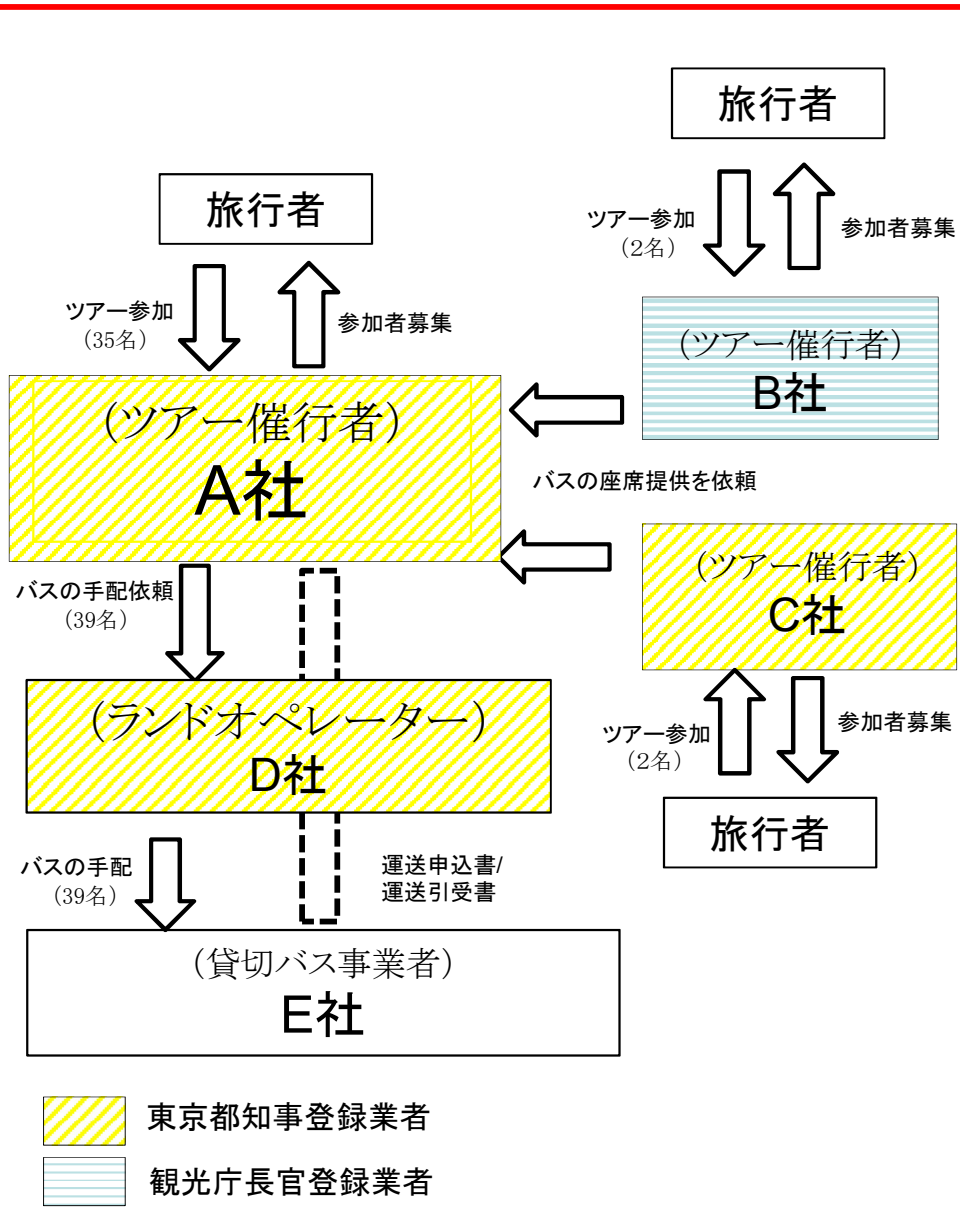 旅行者
旅行者
ツアー参加
（2名）
参加者募集
ツアー参加
（35名）
参加者募集
（ツアー催行者）
B社
（ツアー催行者）
A社
バスの座席提供を依頼
（ツアー催行者）
C社
バスの手配依頼
（39名）
（ランドオペレーター）
D社
ツアー参加
（2名）
参加者募集
旅行者
バスの手配
（39名）
運送申込書/
運送引受書
（貸切バス事業者）
E社
東京都知事登録業者
観光庁長官登録業者